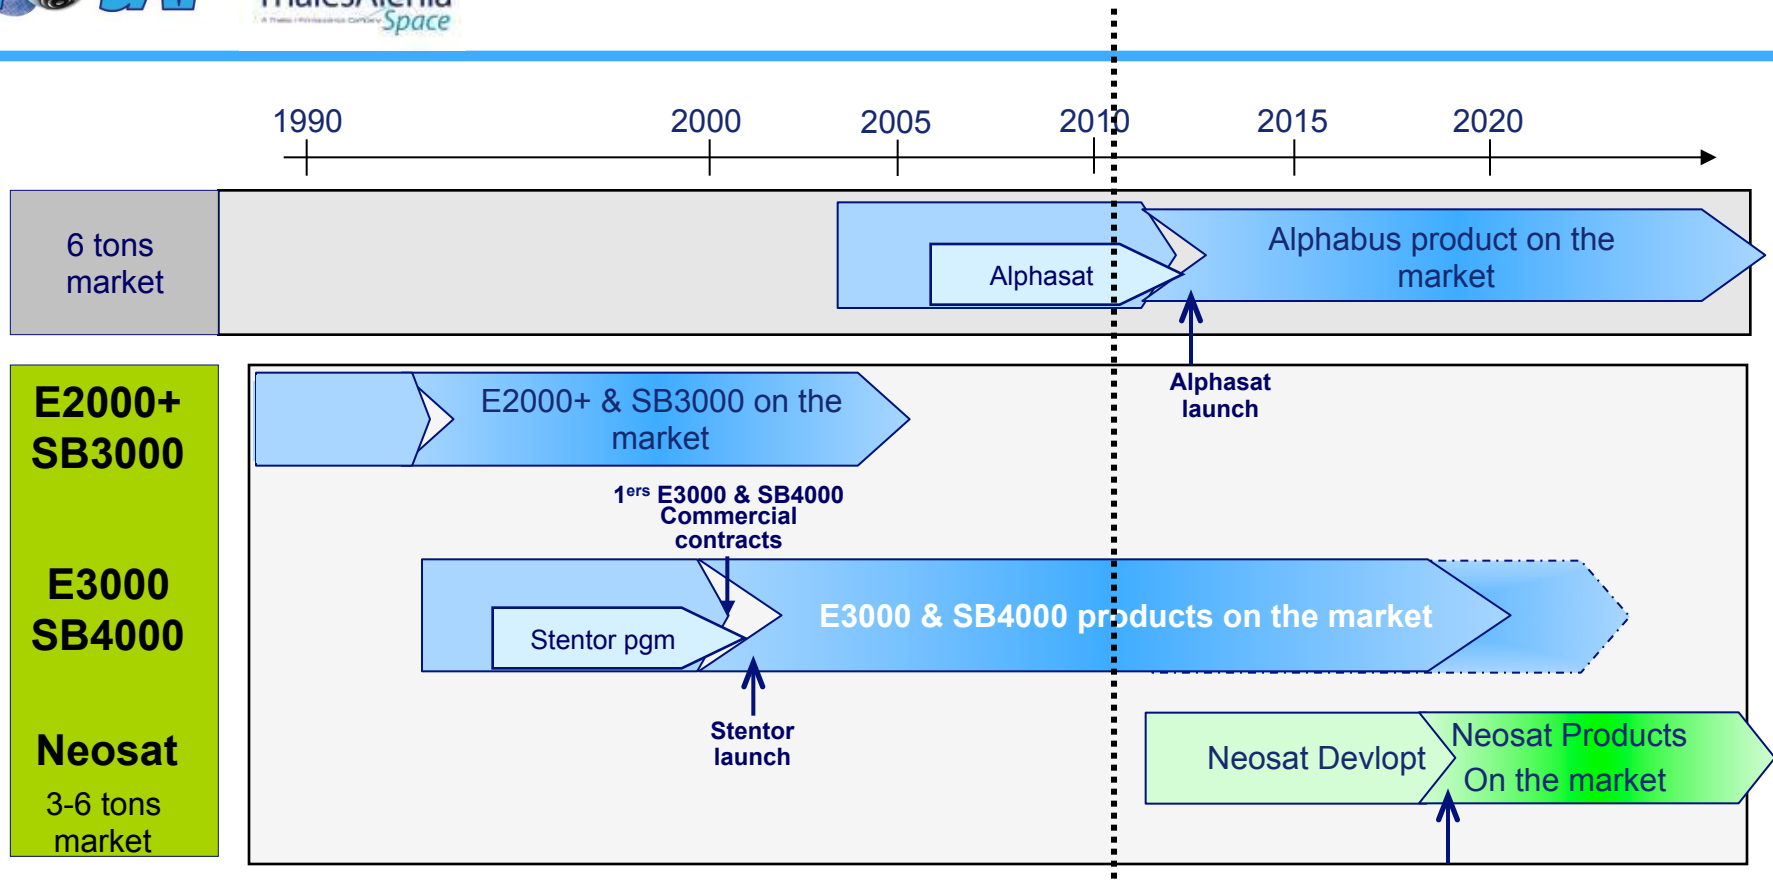 ThalesAlenia
Space
1990 2000 2005 2010 2015 2020
6 tons
market
Alphasat
Alphabus product on the
market
Alphasat
launch
E2000+
SB3000
E2000+ & SB3000 on the
market
1ers E3000 & SB4000
Commercial
contracts
E3000
SB4000
Stentor pgm
E3000 & SB4000 products on the market
Stentor
launch
Neosat
3-6 tons
market
Neosat Devlopt
Neosat Products
On the market